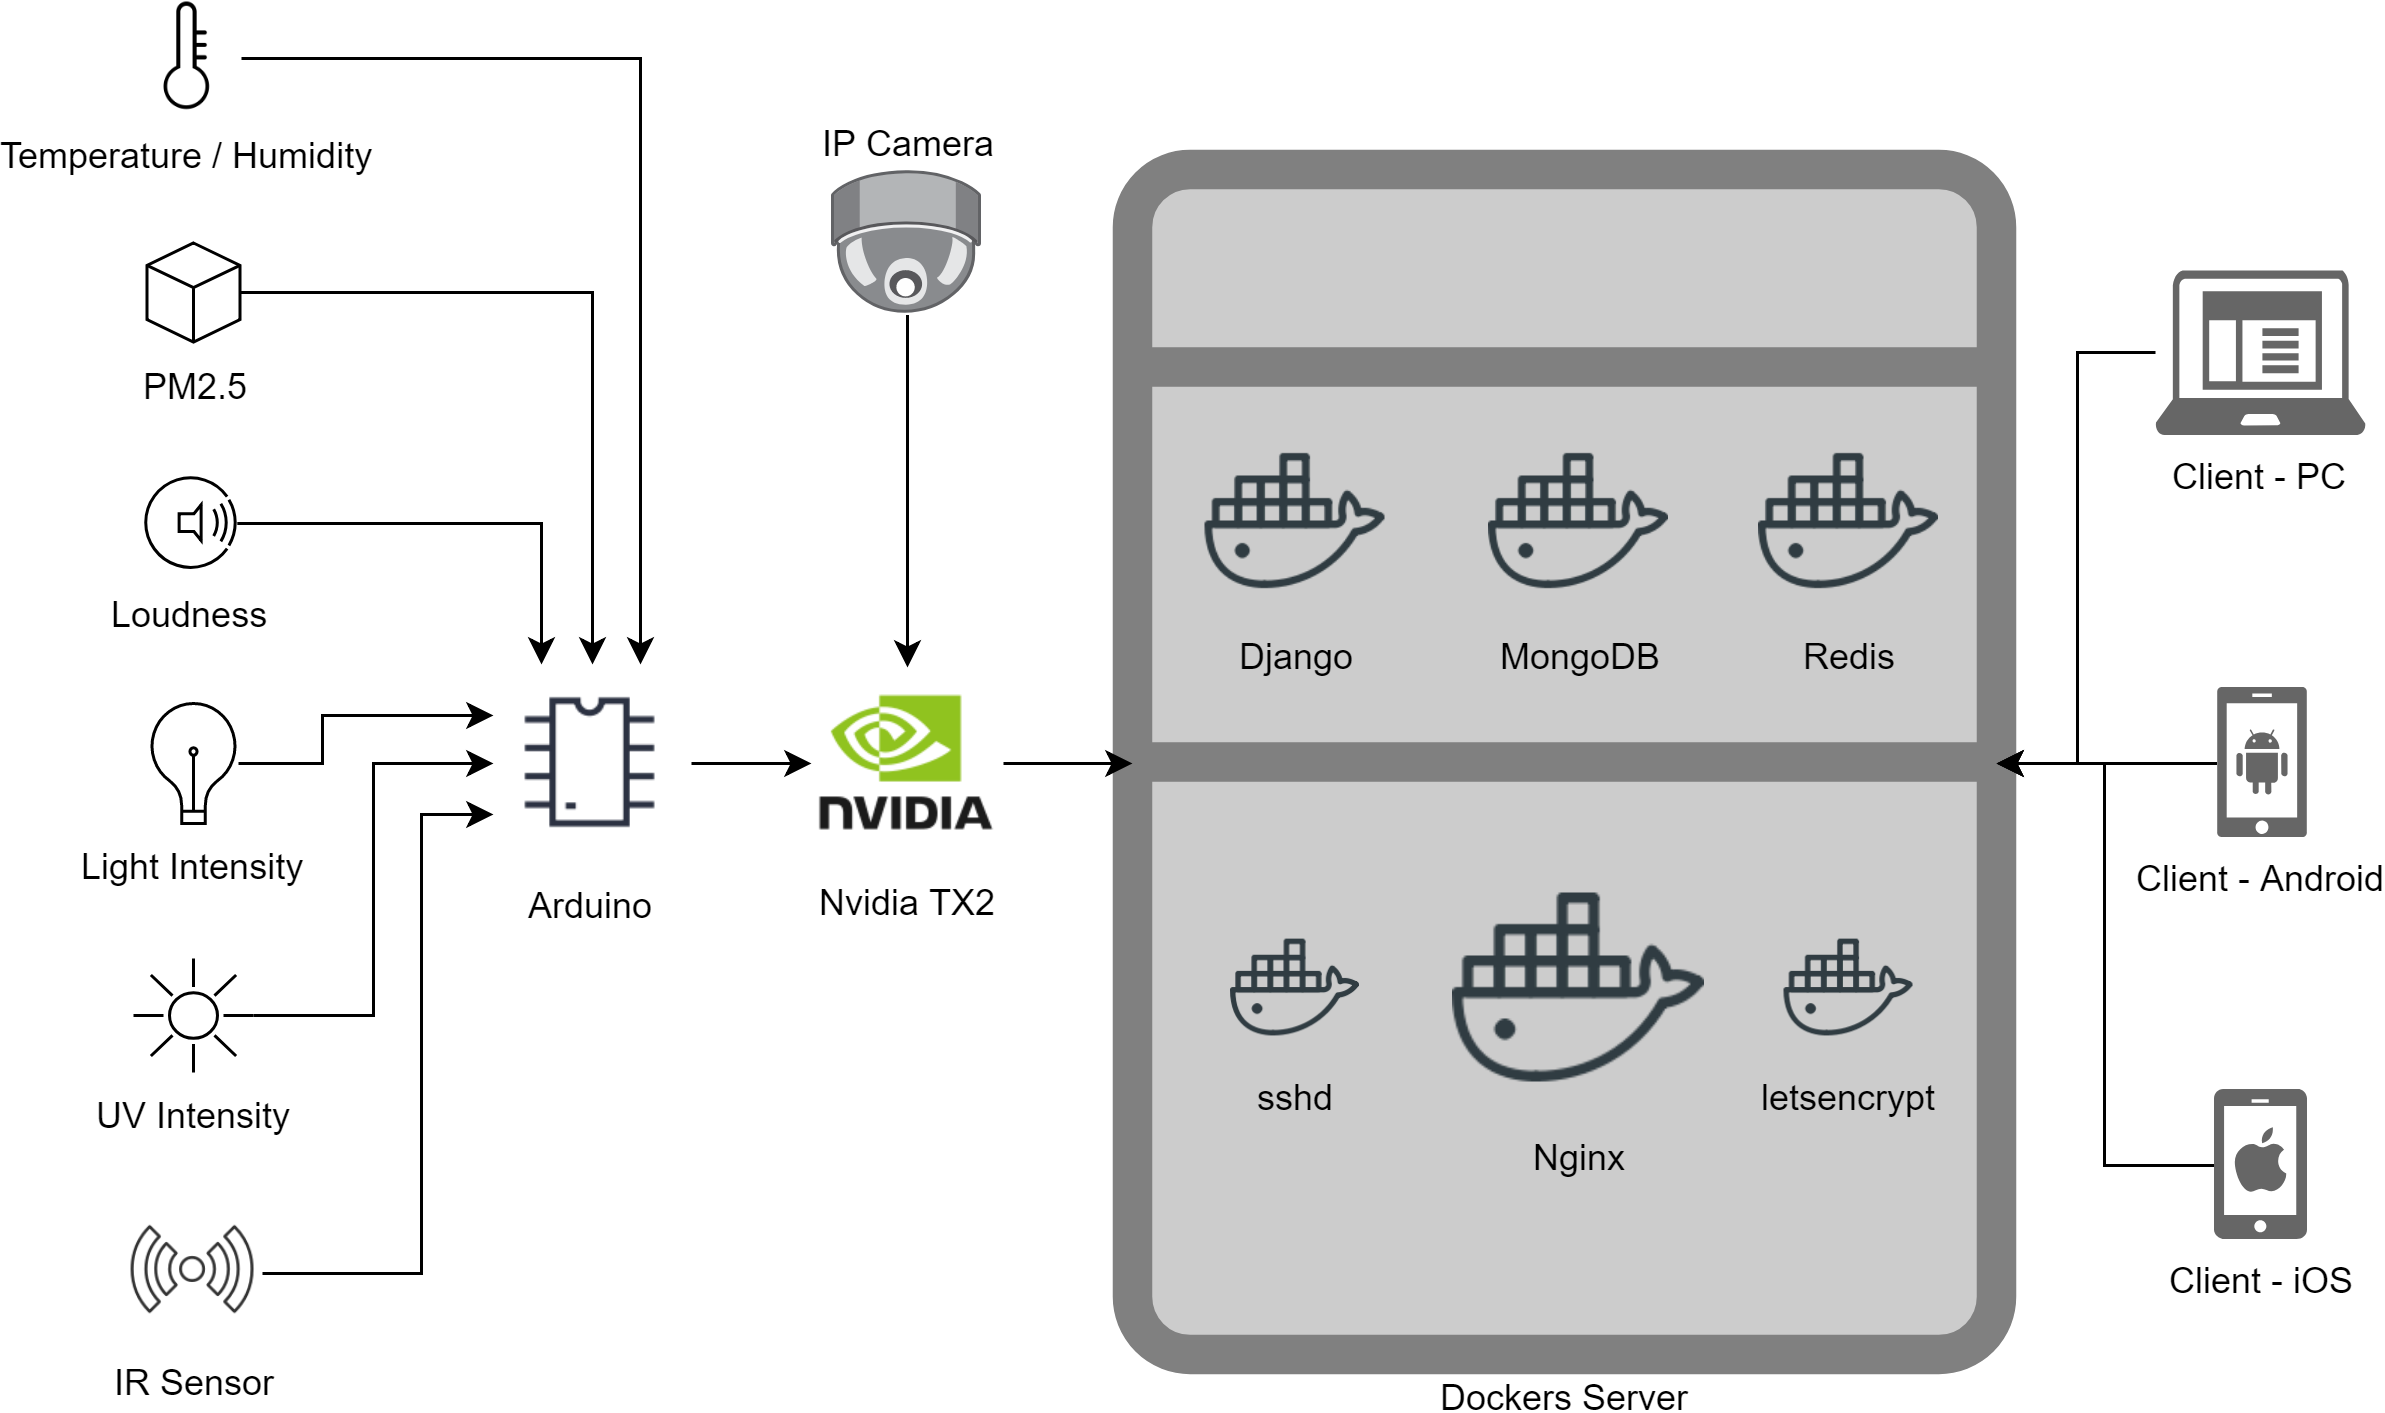 Temperature / Humidity
PM2.5
Loudness
Light Intensity
UV Intensity
IR Sensor
Arduino
IP Camera
NVIDIA
Nvidia TX2
Django
MongoDB
Redis
sshd
Nginx
letsencrypt
Dockers Server
Client - PC
Client - Android
Client - iOS